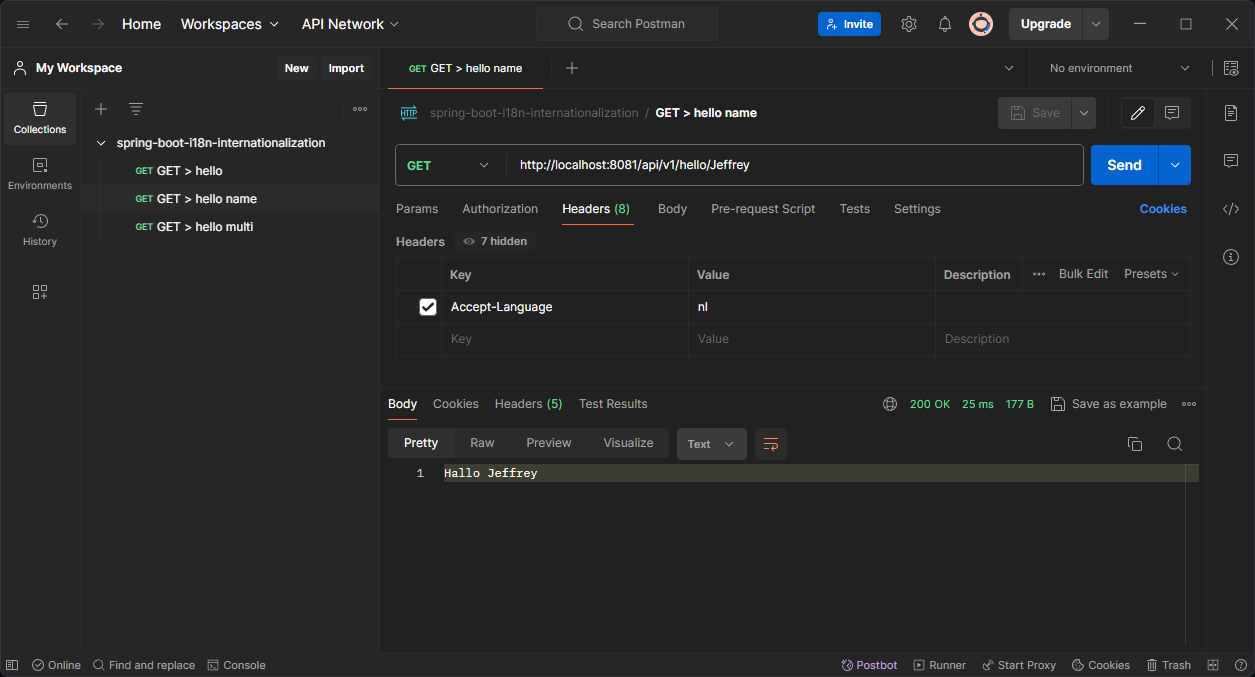 Home Workspaces API Network Search Postman Invite Upgrade
My Workspace New Import GET GET > hello name No environment
Collections
Environments
History
spring-boot-i18n-internationalization
GET GET > hello
GET GET > hello name
GET GET > hello multi
HTTP spring-boot-i18n-internationalization / GET > hello name Save
GET http://localhost:8081/api/v1/hello/Jeffrey Send
Params Authorization Headers (8) Body Pre-request Script Tests Settings Cookies
Headers 7 hidden
Key Value Description Bulk Edit Presets
Accept-Language nl
Key Value Description
Body Cookies Headers (5) Test Results 200 OK 25 ms 177 B Save as example
Pretty Raw Preview Visualize Text
1 Hallo Jeffrey
Online Find and replace Console Postbot Runner Start Proxy Cookies Trash